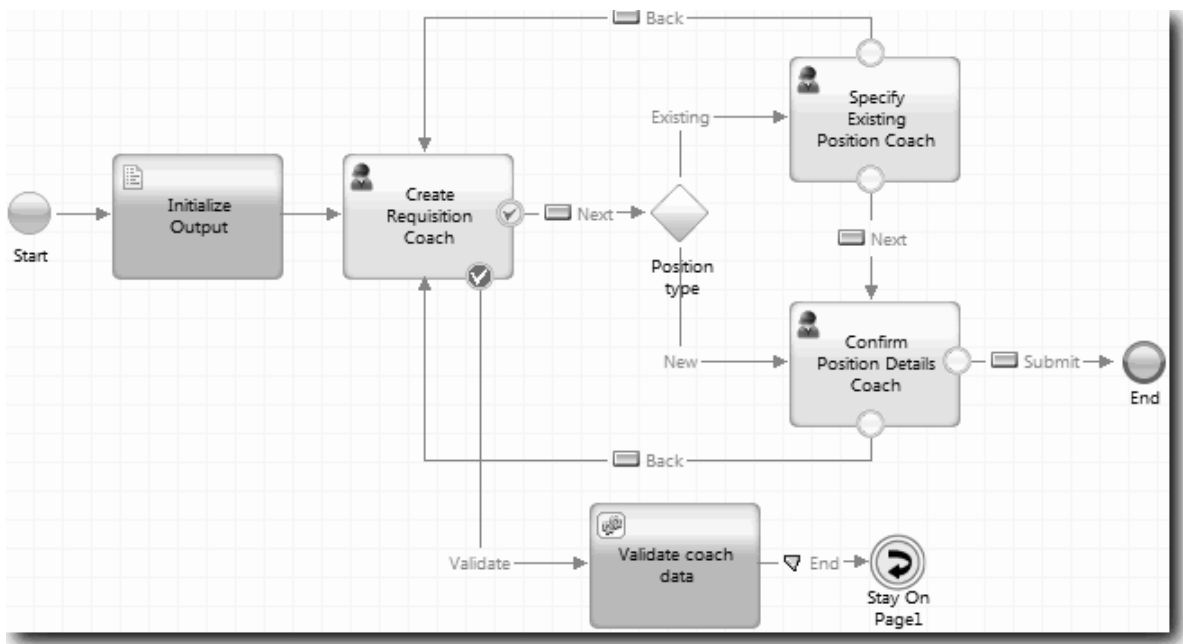 Back
Specify
Existing
Position Coach
Existing
Initialize
Output
Create
Requisition
Coach
Next
Start
Next
Position
type
Confirm
Position Details
Coach
New
Submit
End
Back
Validate
Validate coach
data
End
Stay On
Page1